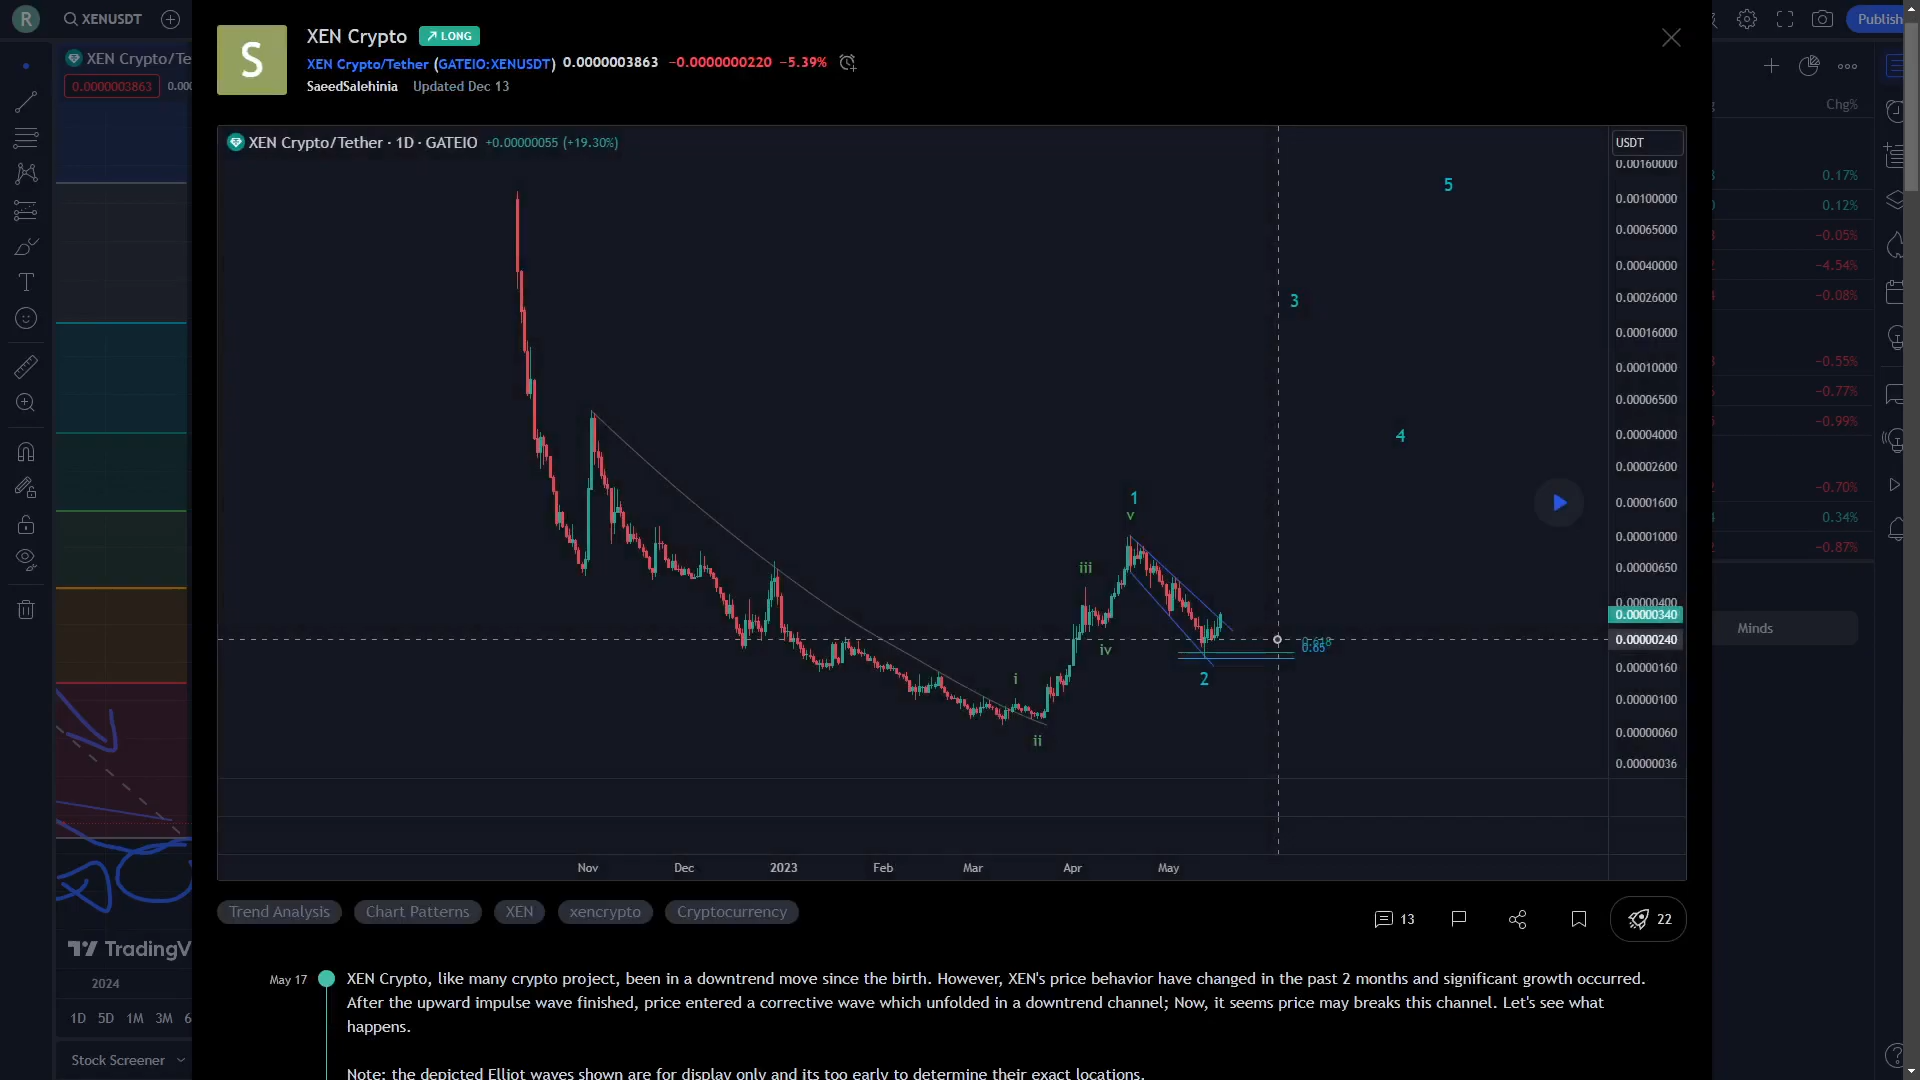 R
XENUSDT
Publish
S
XEN Crypto
LONG
XEN Crypto/Tether (GATEIO:XENUSDT) 0.0000003863 −0.0000000220 −5.39%
SaeedSalehinia Updated Dec 13
XEN Crypto/Te
0.0000003863
Chg%
XEN Crypto/Tether · 1D · GATEIO +0.00000055 (+19.30%)
USDT
0.00160000
0.00100000
0.00065000
0.00040000
0.00026000
0.00016000
0.00010000
0.00006500
0.00004000
0.00002600
0.00001600
0.00001000
0.00000650
0.00000400
0.00000340
0.00000240
0.00000160
0.00000100
0.00000060
0.00000036
5
3
4
1
v
iii
iv
i
ii
2
0.65
0.17%
0.12%
−0.05%
−4.54%
−0.08%
−0.55%
−0.77%
−0.99%
−0.70%
0.34%
−0.87%
Minds
Nov Dec 2023 Feb Mar Apr May
Trend Analysis Chart Patterns XEN xencrypto Cryptocurrency
13
22
TradingV
2024
1D 5D 1M 3M 6
Stock Screener
May 17
XEN Crypto, like many crypto project, been in a downtrend move since the birth. However, XEN's price behavior have changed in the past 2 months and significant growth occurred.
After the upward impulse wave finished, price entered a corrective wave which unfolded in a downtrend channel; Now, it seems price may breaks this channel. Let's see what
happens.
Note: the depicted Elliot waves shown are for display only and its too early to determine their exact locations.